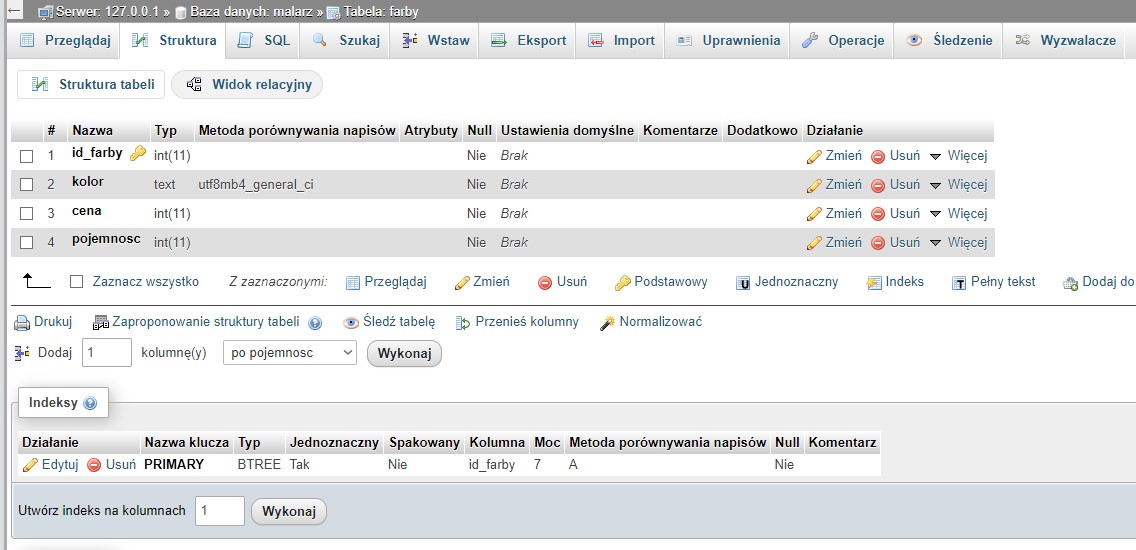 Serwer: 127.0.0.1 » Baza danych: malarz » Tabela: farby
Przeglądaj Struktura SQL Szukaj Wstaw Eksport Import Uprawnienia Operacje Śledzenie Wyzwalacze
Struktura tabeli Widok relacyjny
# Nazwa Typ Metoda porównywania napisów Atrybuty Null Ustawienia domyślne Komentarze Dodatkowo Działanie
1 id_farby int(11) Nie Brak Zmień Usuń Więcej
2 kolor text utf8mb4_general_ci Nie Brak Zmień Usuń Więcej
3 cena int(11) Nie Brak Zmień Usuń Więcej
4 pojemnosc int(11) Nie Brak Zmień Usuń Więcej
Zaznacz wszystko Z zaznaczonymi: Przeglądaj Zmień Usuń Podstawowy U Jednoznaczny Indeks T Pełny tekst Dodaj do
Drukuj Zaproponowanie struktury tabeli Śledź tabelę Przenieś kolumny Normalizować
Dodaj 1 kolumnę(y) po pojemnosc Wykonaj
Indeksy
Działanie Nazwa klucza Typ Jednoznaczny Spakowany Kolumna Moc Metoda porównywania napisów Null Komentarz
Edytuj Usuń PRIMARY BTREE Tak Nie id_farby 7 A Nie
Utwórz indeks na kolumnach 1 Wykonaj